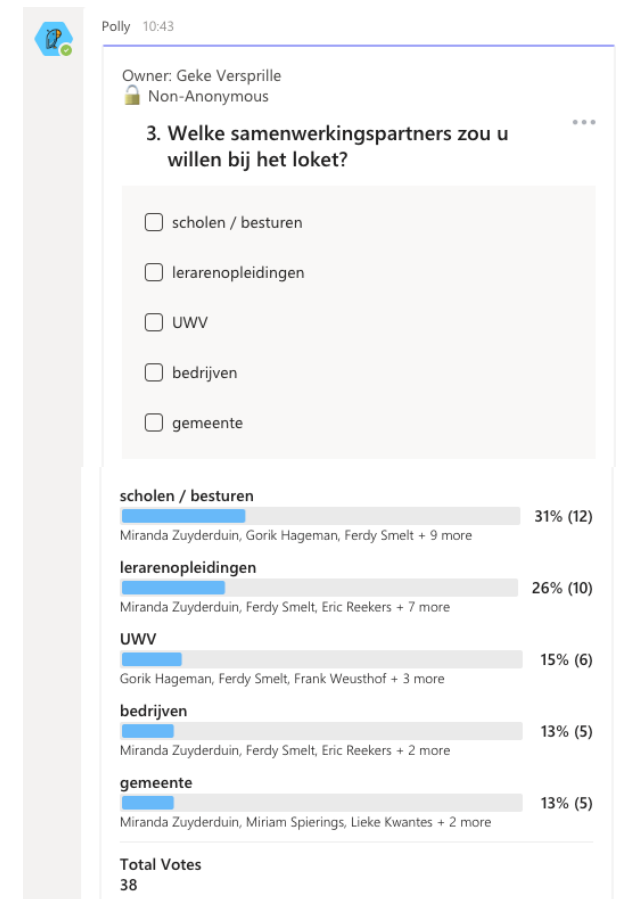 Polly 10:43
Owner: Geke Versprille
Non-Anonymous
3. Welke samenwerkingspartners zou u
willen bij het loket?
scholen / besturen
lerarenopleidingen
UWV
bedrijven
gemeente
scholen / besturen
31% (12)
Miranda Zuyderduin, Gorik Hageman, Ferdy Smelt + 9 more
lerarenopleidingen
26% (10)
Miranda Zuyderduin, Ferdy Smelt, Eric Reekers + 7 more
UWV
15% (6)
Gorik Hageman, Ferdy Smelt, Frank Weusthof + 3 more
bedrijven
13% (5)
Miranda Zuyderduin, Ferdy Smelt, Eric Reekers + 2 more
gemeente
13% (5)
Miranda Zuyderduin, Miriam Spierings, Lieke Kwantes + 2 more
Total Votes
38